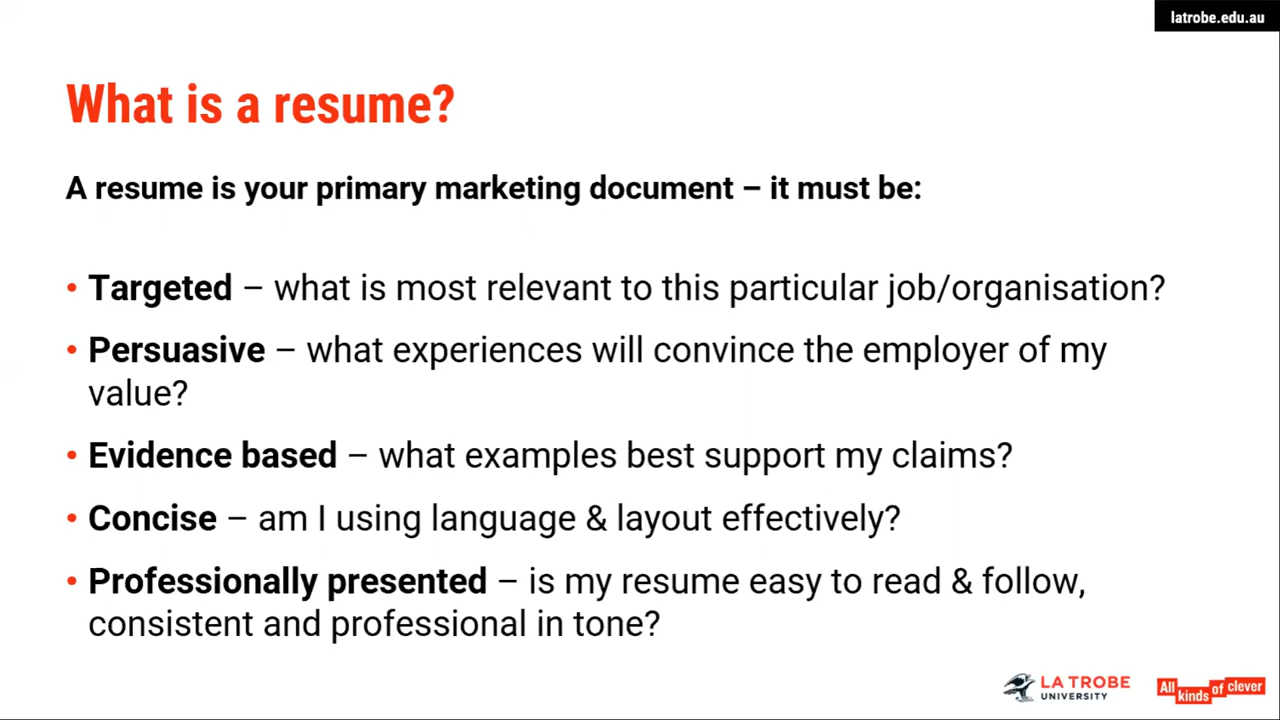 latrobe.edu.au
What is a resume?
A resume is your primary marketing document – it must be:
• Targeted – what is most relevant to this particular job/organisation?
• Persuasive – what experiences will convince the employer of my
value?
• Evidence based – what examples best support my claims?
• Concise – am I using language & layout effectively?
• Professionally presented – is my resume easy to read & follow,
consistent and professional in tone?
LA TROBE
UNIVERSITY
All kinds of clever